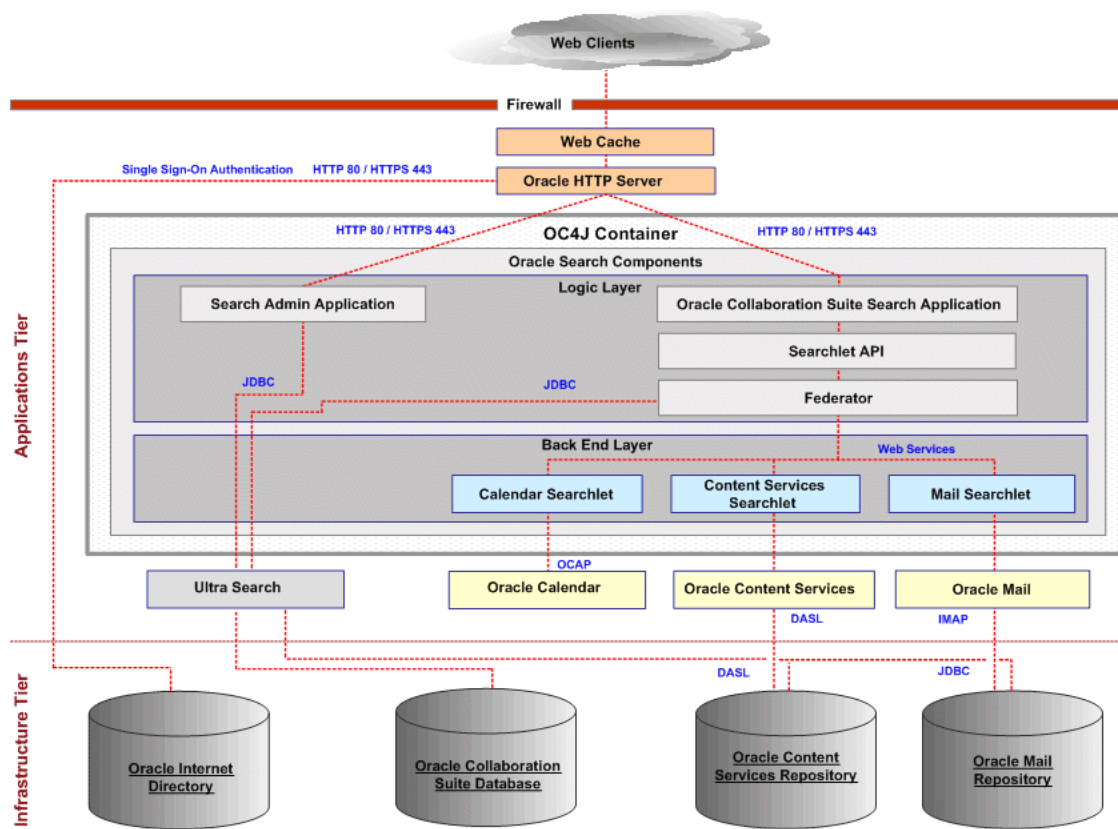 Web Clients
Firewall
Web Cache
Single Sign-On Authentication HTTP 80 / HTTPS 443
Oracle HTTP Server
HTTP 80 / HTTPS 443
OC4J Container
HTTP 80 / HTTPS 443
Oracle Search Components
Logic Layer
Search Admin Application
Oracle Collaboration Suite Search Application
Searchlet API
JDBC
JDBC
Federator
Applications Tier
Back End Layer
Web Services
Calendar Searchlet
Content Services
Searchlet
Mail Searchlet
OCAP
Ultra Search
Oracle Calendar
Oracle Content Services
Oracle Mail
DASL
IMAP
DASL
JDBC
Infrastructure Tier
Oracle Internet
Directory
Oracle Collaboration
Suite Database
Oracle Content
Services Repository
Oracle Mail
Repository